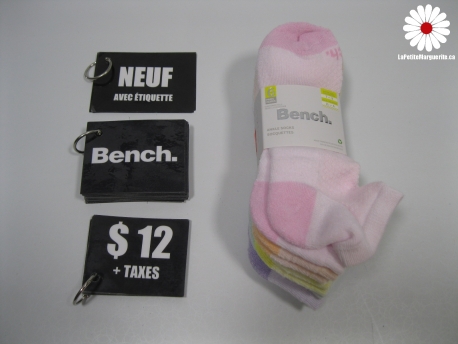 LaPetiteMarguerite.ca
NEUF
AVEC ÉTIQUETTE
Bench.
$ 12
+ TAXES
Bench.